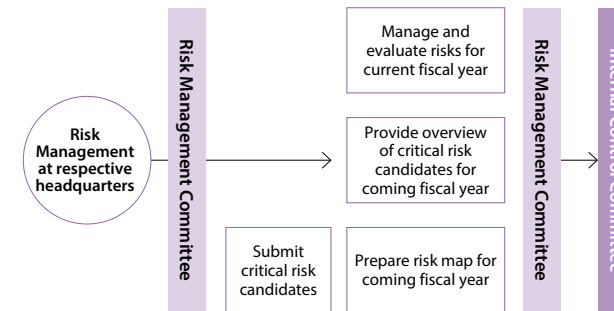 Risk
Management
at respective
headquarters
Risk Management Committee
Submit
critical risk
candidates
Manage and
evaluate risks for
current fiscal year
Provide overview
of critical risk
candidates for
coming fiscal year
Prepare risk map for
coming fiscal year
Risk Management Committee
Internal Control Committee